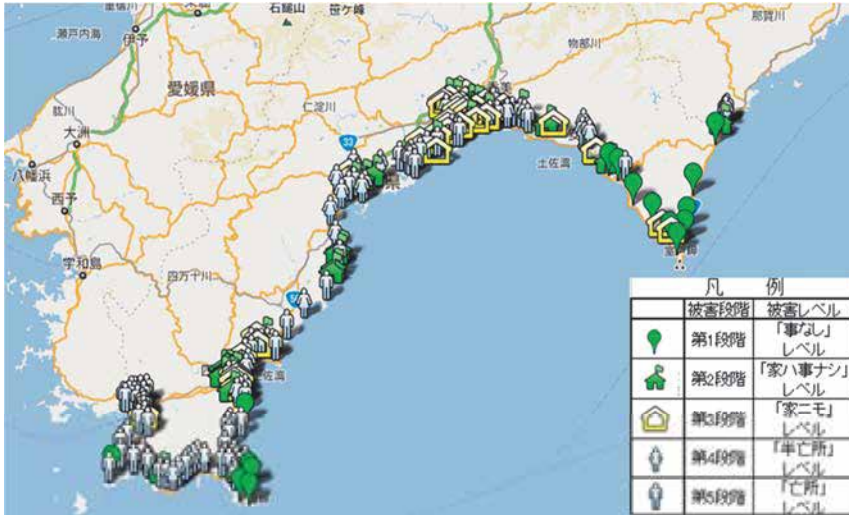 石鎚山
笹ケ峰
那賀川
瀬戸内海
伊予
物部川
愛媛県
肱川
仁淀川
大洲
33
土佐湾
八幡浜
県
西予
宇和島
四万十川
凡 例
被害段階 被害レベル
第1段階 「事なし」
レベル
第2段階 「家ハ事ナシ」
レベル
第3段階 「家ニモ」
レベル
第4段階 「半亡所」
レベル
第5段階 「亡所」
レベル